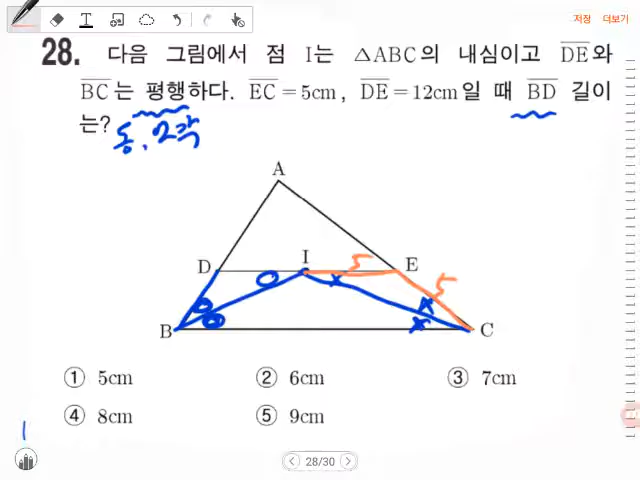 저장 더보기
28. 다음 그림에서 점 I는 △ABC의 내심이고 DE와
BC는 평행하다. EC = 5cm, DE = 12cm일 때 BD 길이
는? 동, 엇각
A
D I E
5 5
B C
① 5cm ② 6cm ③ 7cm
④ 8cm ⑤ 9cm
28/30